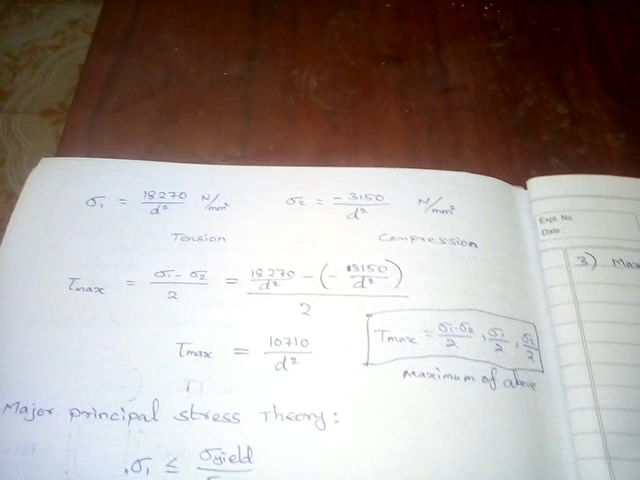 σ₁ = 18270/d² N/mm² σ₂ = -3150/d² N/mm²
Torsion Compression
τmax = (σ₁ - σ₂)/2 = (18270/d² - (-3150/d²))/2
τmax = 10710/d²
τmax = (σ₁-σ₂)/2, σ₁/2, σ₂/2
Maximum of above
Major principal stress Theory:
σ₁ ≤ σyield
Expt. No
Date
3) Max